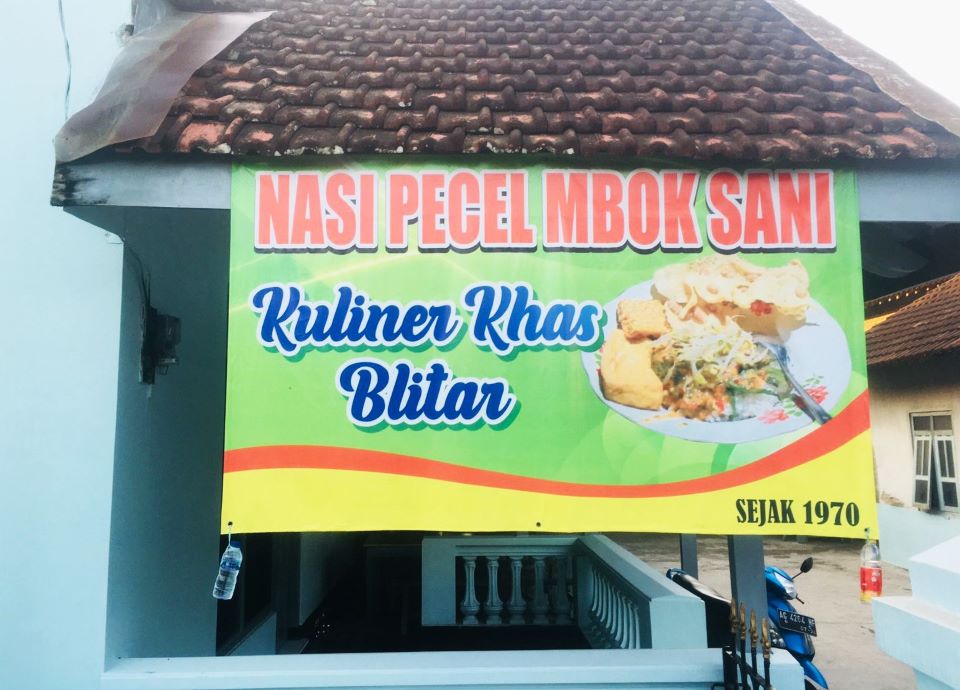 NASI PECEL MBOK SANI
Kuliner Khas
Blitar
SEJAK 1970